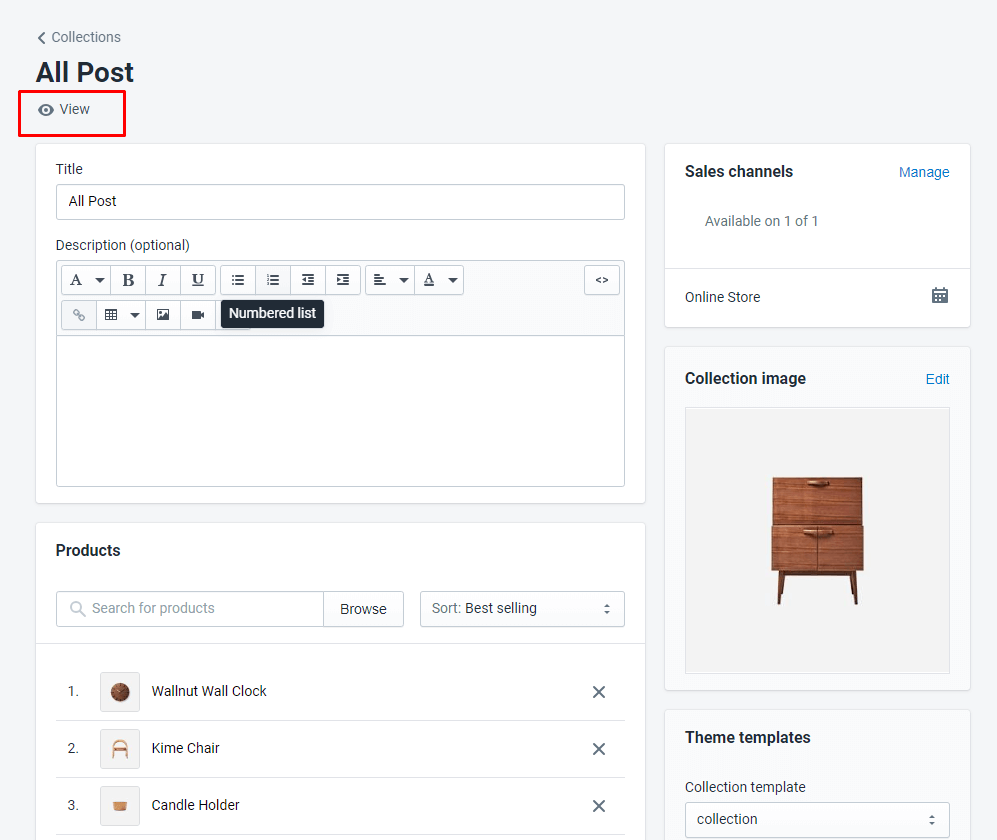 Collections
All Post
View
Title
All Post
Description (optional)
A B I U A <>
Numbered list
Products
Search for products Browse Sort: Best selling
1. Wallnut Wall Clock
2. Kime Chair
3. Candle Holder
Sales channels Manage
Available on 1 of 1
Online Store
Collection image Edit
Theme templates
Collection template
collection